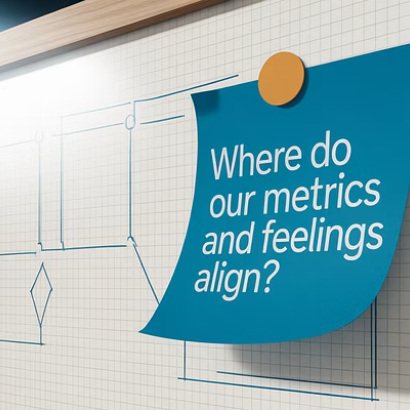 Where do
our metrics
and feelings
align?